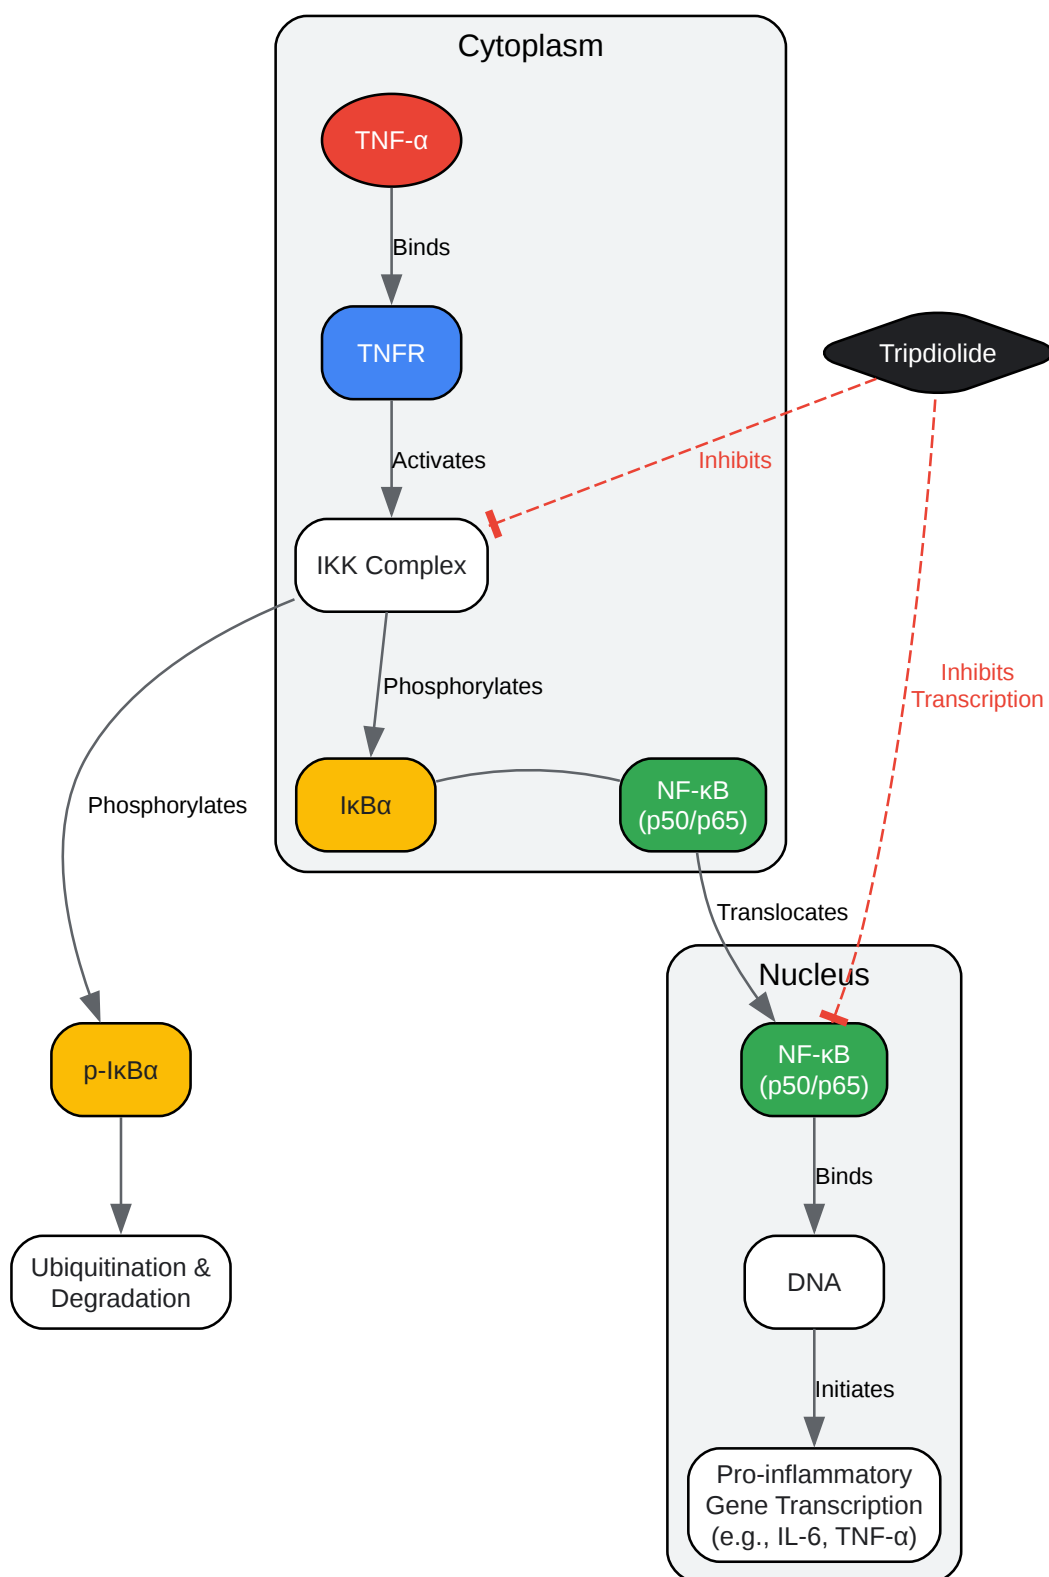 Cytoplasm
TNF-α
Binds
TNFR
Tripdiolide
Activates
Inhibits
IKK Complex
Phosphorylates
Inhibits
Transcription
IκBα
NF-κB
(p50/p65)
Phosphorylates
Translocates
Nucleus
p-IκBα
NF-κB
(p50/p65)
Binds
Ubiquitination &
Degradation
DNA
Initiates
Pro-inflammatory
Gene Transcription
(e.g., IL-6, TNF-α)